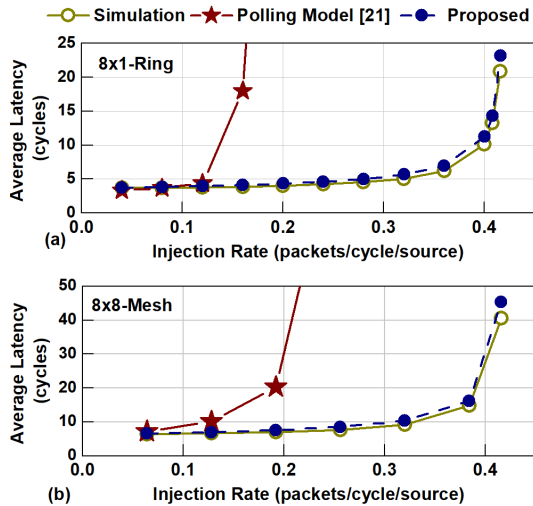 Simulation Polling Model [21] Proposed
25
20
15
10
5
0
8x1-Ring
Average Latency
(cycles)
0.0 0.1 0.2 0.3 0.4
(a)
Injection Rate (packets/cycle/source)
50
40
30
20
10
0
8x8-Mesh
Average Latency
(cycles)
0.0 0.1 0.2 0.3 0.4
(b)
Injection Rate (packets/cycle/source)